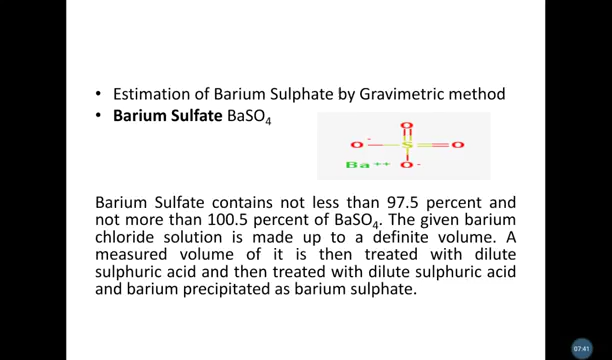 • Estimation of Barium Sulphate by Gravimetric method
• Barium Sulfate BaSO₄
O
O⁻ S O
Ba⁺⁺ O⁻
Barium Sulfate contains not less than 97.5 percent and
not more than 100.5 percent of BaSO₄. The given barium
chloride solution is made up to a definite volume. A
measured volume of it is then treated with dilute
sulphuric acid and then treated with dilute sulphuric acid
and barium precipitated as barium sulphate.
07:41